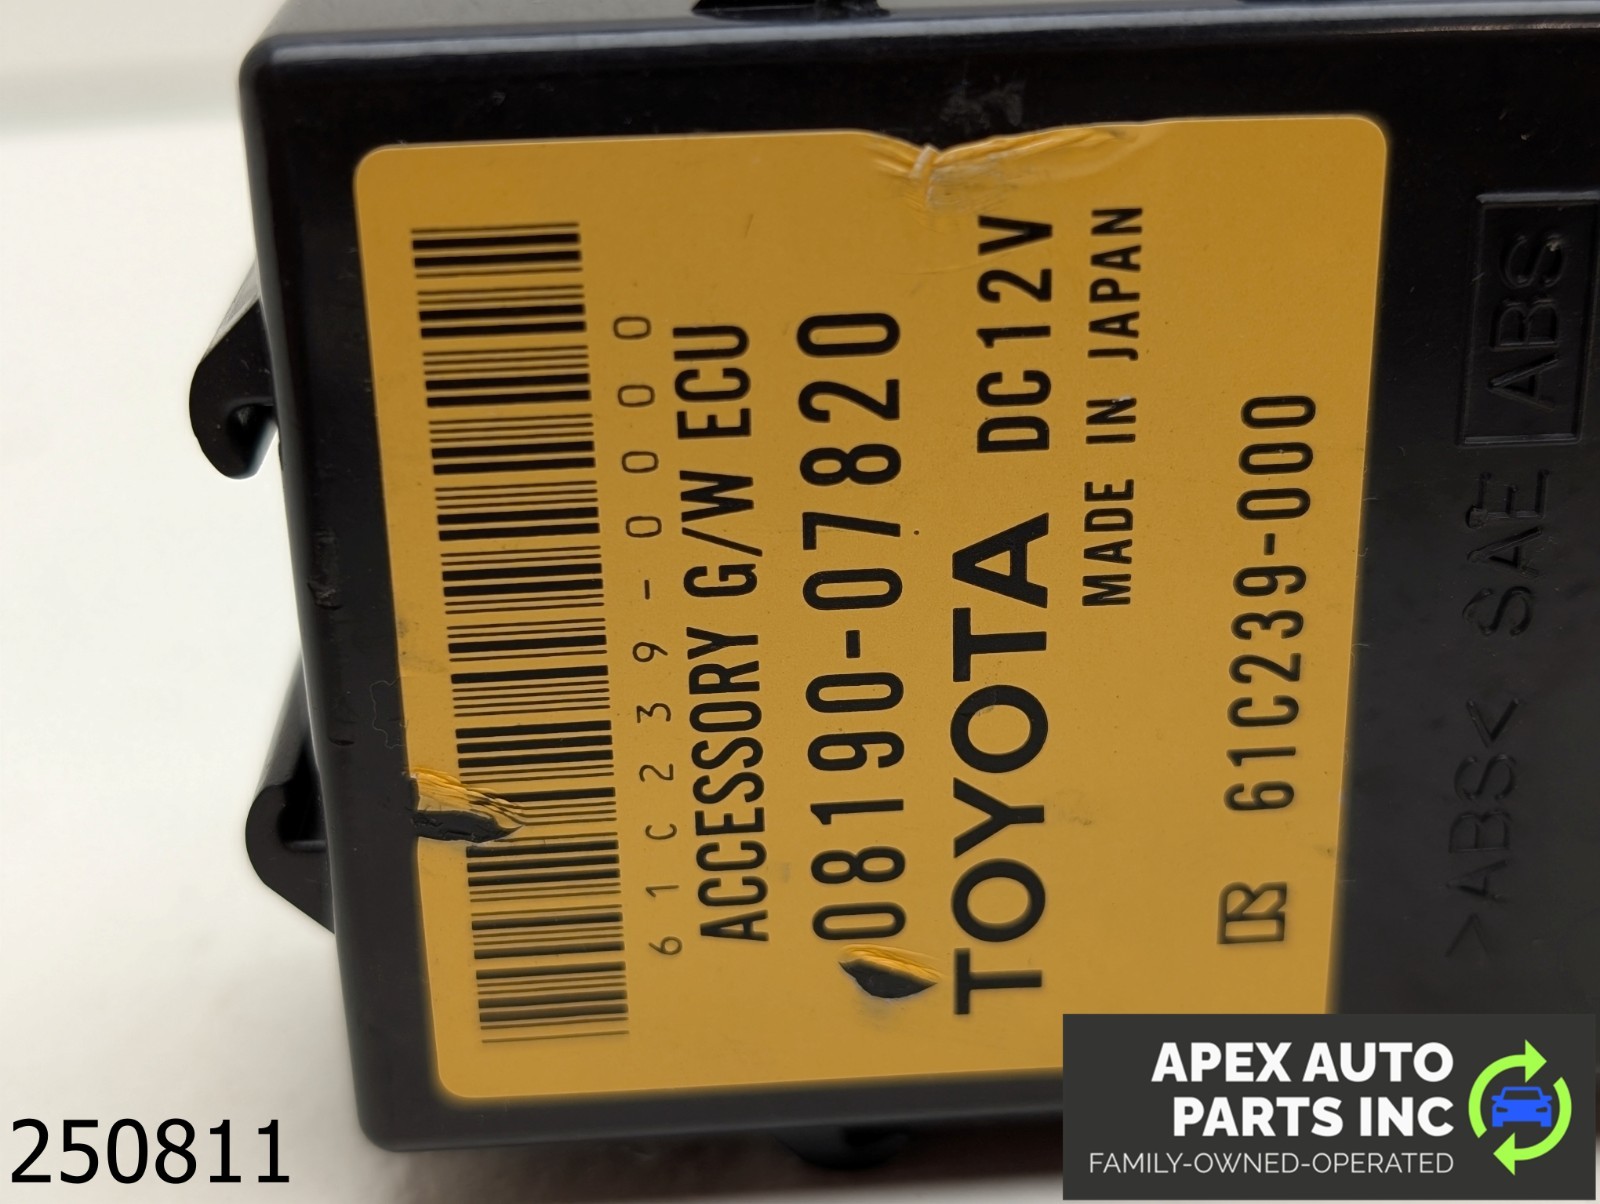 61C239-0000
ACCESSORY G/W ECU
08190-07820
TOYOTA DC12V
MADE IN JAPAN
61C239-000
>ABS< SAE ABS
250811
APEX AUTO
PARTS INC
FAMILY-OWNED-OPERATED